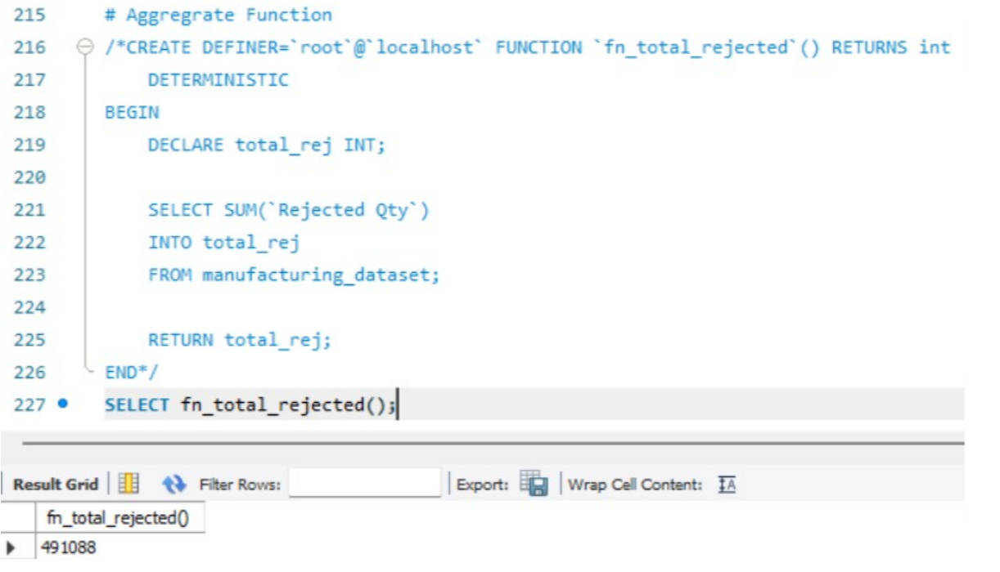 215 # Aggregrate Function
216 /*CREATE DEFINER=`root`@`localhost` FUNCTION `fn_total_rejected`() RETURNS int
217 DETERMINISTIC
218 BEGIN
219 DECLARE total_rej INT;
220
221 SELECT SUM(`Rejected Qty`)
222 INTO total_rej
223 FROM manufacturing_dataset;
224
225 RETURN total_rej;
226 END*/
227 SELECT fn_total_rejected();
Result Grid Filter Rows: Export: Wrap Cell Content: IA
fn_total_rejected()
491088